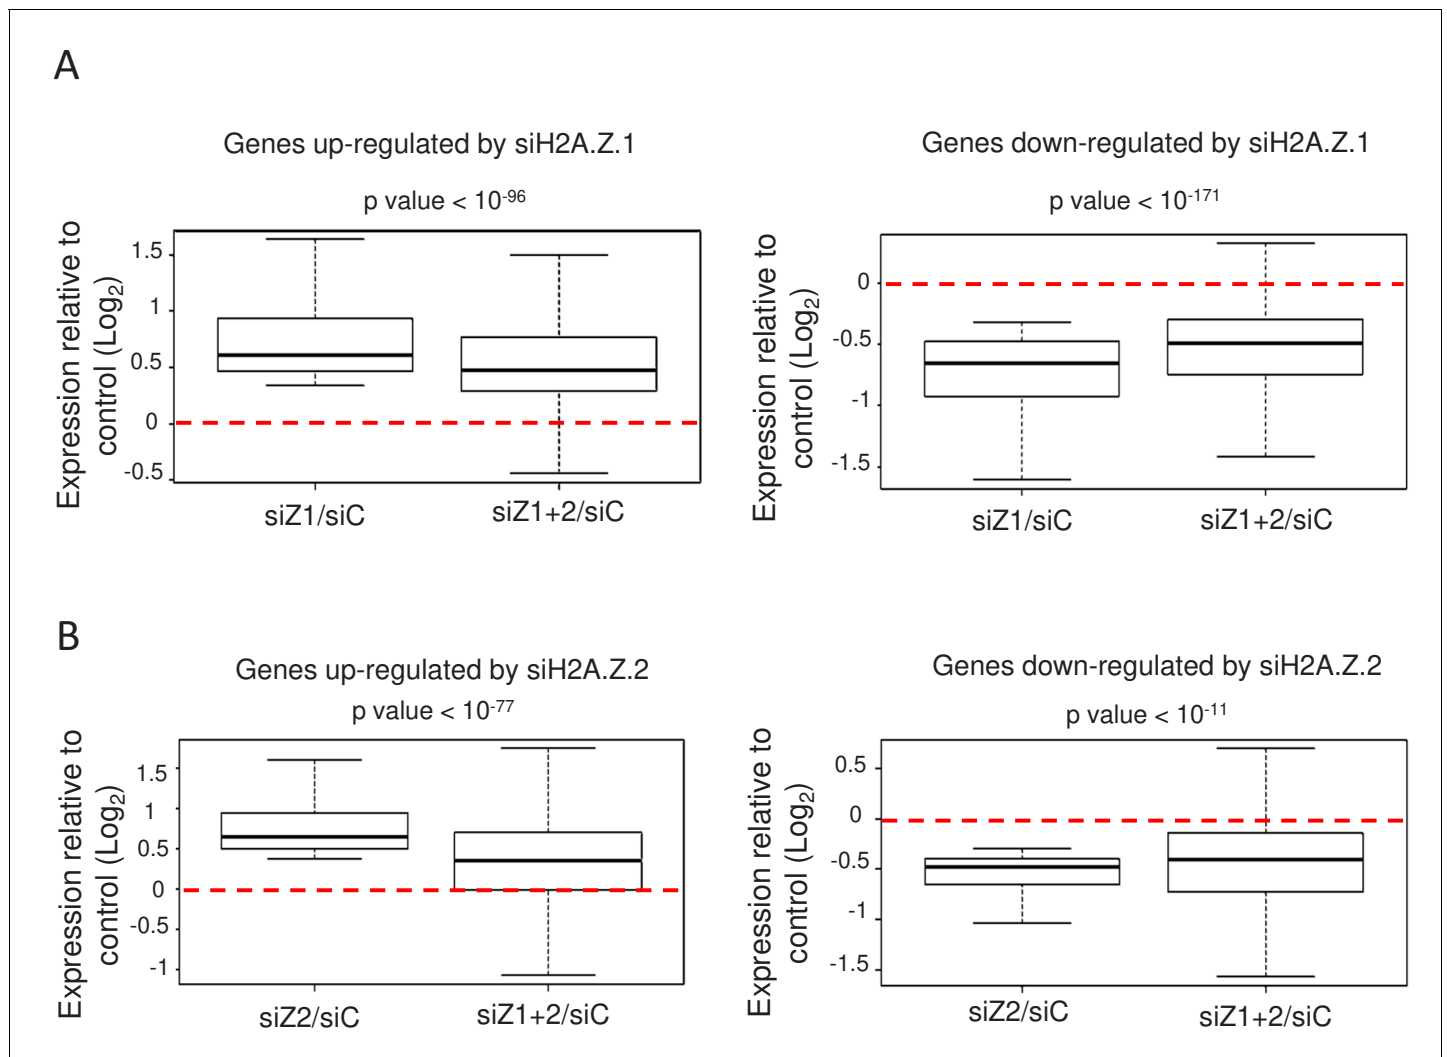 A
Genes up-regulated by siH2A.Z.1
p value < 10-96
Expression relative to
control (Log2)
1.5
1
0.5
0
-0.5
siZ1/siC
siZ1+2/siC
Genes down-regulated by siH2A.Z.1
p value < 10-171
Expression relative to
control (Log2)
0
-0.5
-1
-1.5
siZ1/siC
siZ1+2/siC
B
Genes up-regulated by siH2A.Z.2
p value < 10-77
Expression relative to
control (Log2)
1.5
1
0.5
0
-0.5
-1
siZ2/siC
siZ1+2/siC
Genes down-regulated by siH2A.Z.2
p value < 10-11
Expression relative to
control (Log2)
0.5
0
-0.5
-1
-1.5
siZ2/siC
siZ1+2/siC